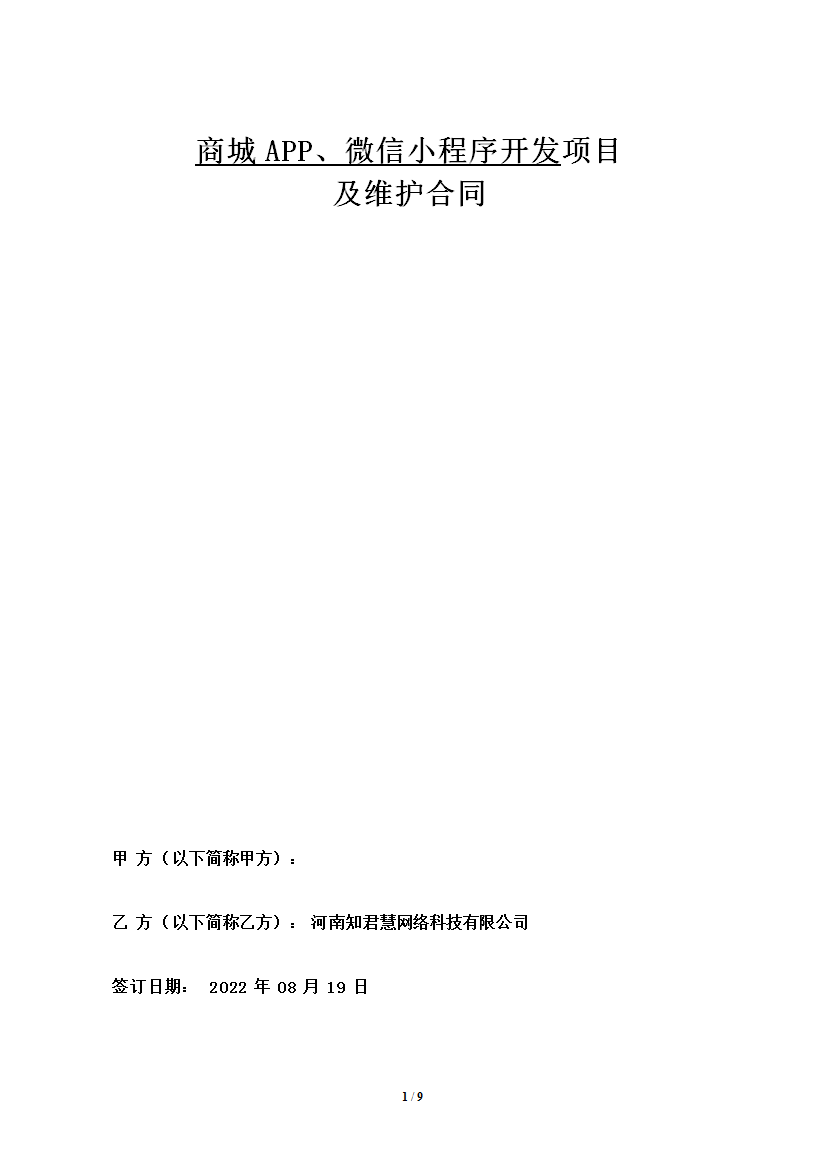 商城 APP、微信小程序开发项目
及维护合同
甲 方（以下简称甲方）：
乙 方（以下简称乙方）： 河南知君慧网络科技有限公司
签订日期： 2022 年 08 月 19 日
1 / 9